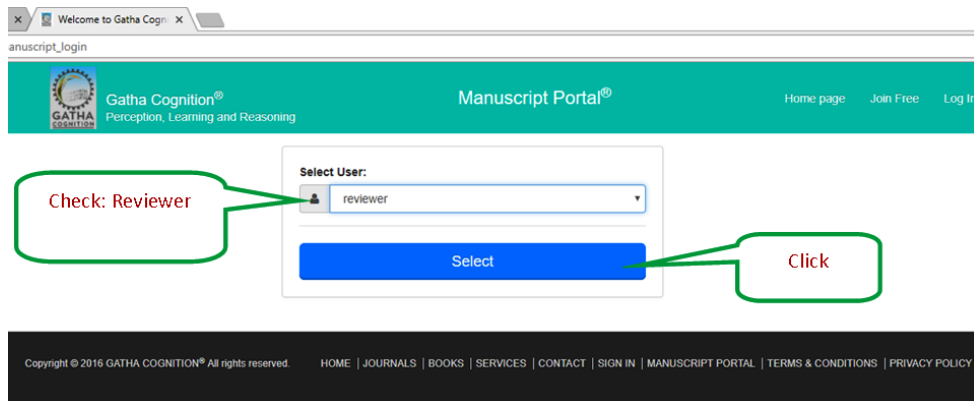 Welcome to Gatha Cogni
anuscript_login
GATHA
COGNITION
Gatha Cognition®
Perception, Learning and Reasoning
Manuscript Portal®
Home page Join Free Log In
Select User:
Check: Reviewer
reviewer
Select
Click
Copyright © 2016 GATHA COGNITION® All rights reserved. HOME | JOURNALS | BOOKS | SERVICES | CONTACT | SIGN IN | MANUSCRIPT PORTAL | TERMS & CONDITIONS | PRIVACY POLICY